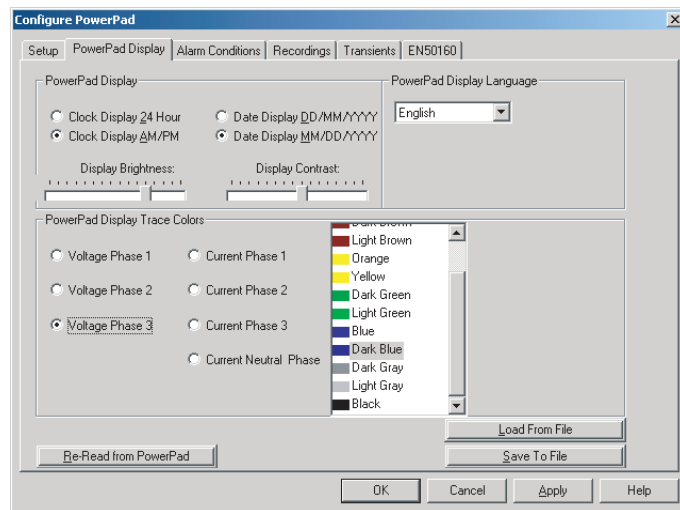 Configure PowerPad
Setup PowerPad Display Alarm Conditions Recordings Transients EN50160
PowerPad Display
Clock Display 24 Hour
Clock Display AM/PM
Date Display DD/MM/YYYY
Date Display MM/DD/YYYY
Display Brightness:
Display Contrast:
PowerPad Display Language
English
PowerPad Display Trace Colors
Voltage Phase 1
Voltage Phase 2
Voltage Phase 3
Current Phase 1
Current Phase 2
Current Phase 3
Current Neutral Phase
Dark Brown
Light Brown
Orange
Yellow
Dark Green
Light Green
Blue
Dark Blue
Dark Gray
Light Gray
Black
Load From File
Re-Read from PowerPad
Save To File
OK
Cancel
Apply
Help